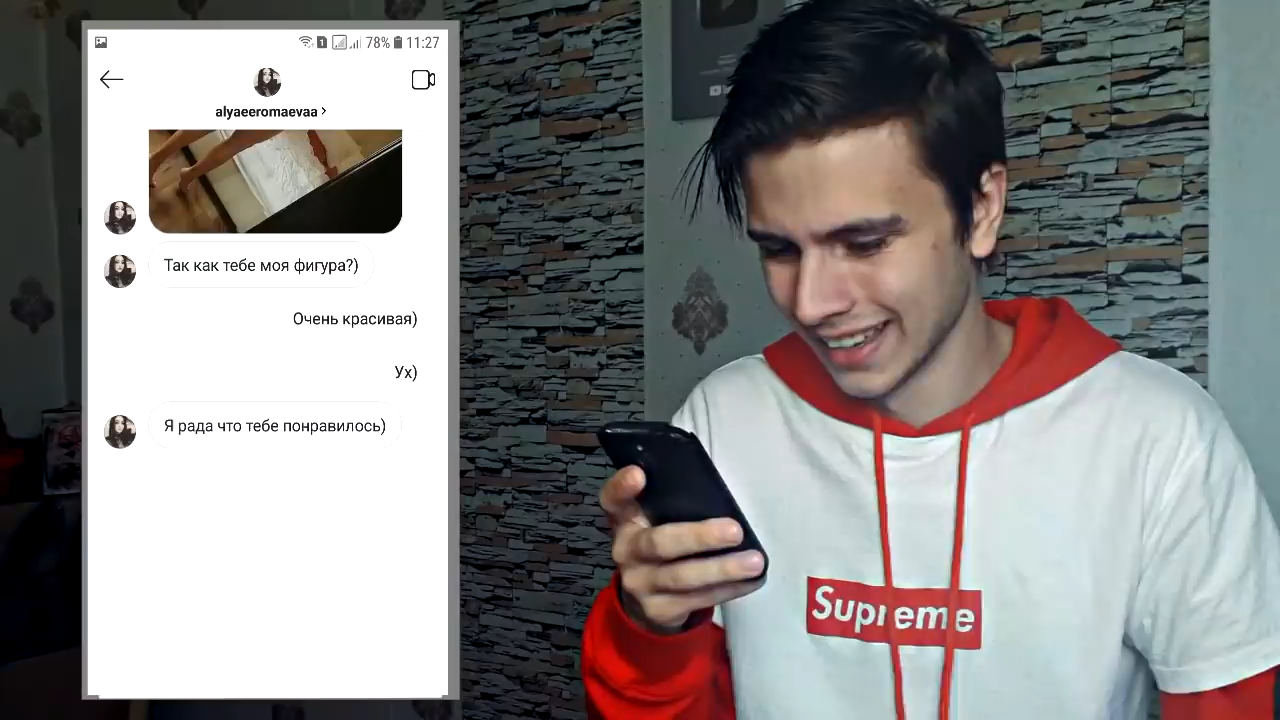 78% 11:27
alyaeeromaevaa
Так как тебе моя фигура?)
Очень красивая)
Ух)
Я рада что тебе понравилось)
Supreme